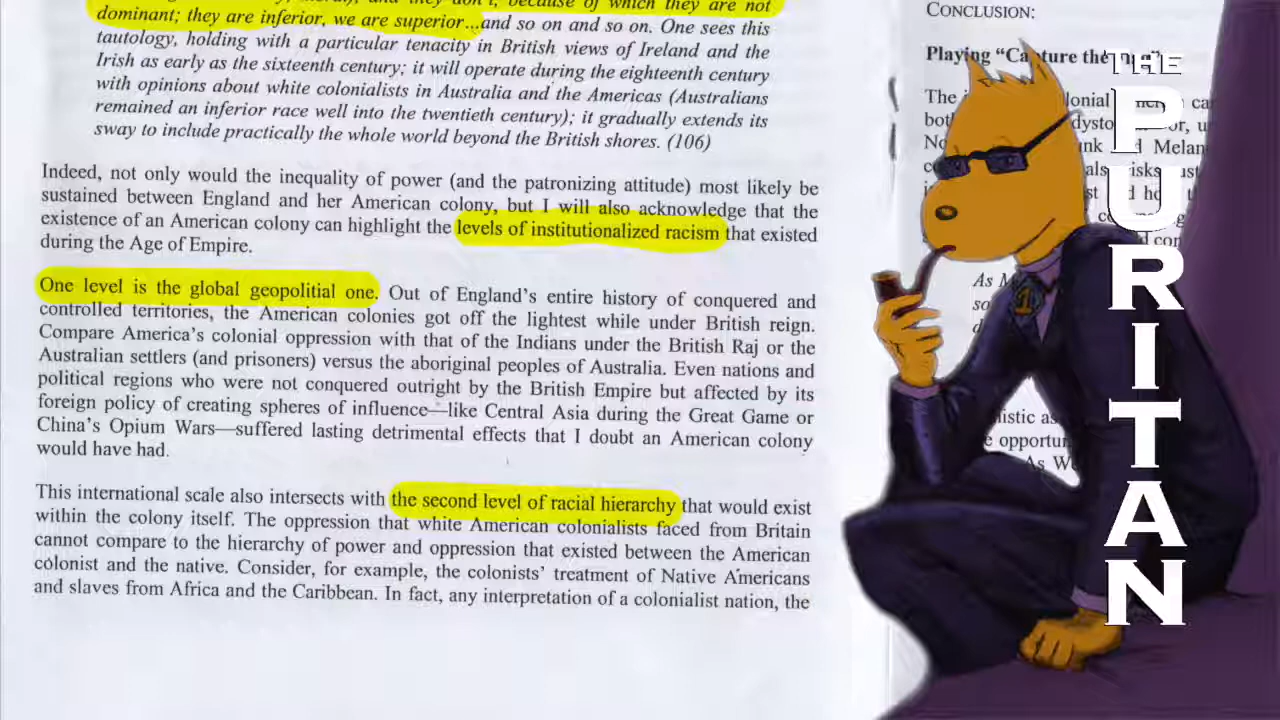 dominant; they are inferior, we are superior...and so on and so on. One sees this
tautology, holding with a particular tenacity in British views of Ireland and the
Irish as early as the sixteenth century; it will operate during the eighteenth century
with opinions about white colonialists in Australia and the Americas (Australians
remained an inferior race well into the twentieth century); it gradually extends its
sway to include practically the whole world beyond the British shores. (106)
Indeed, not only would the inequality of power (and the patronizing attitude) most likely be
sustained between England and her American colony, but I will also acknowledge that the
existence of an American colony can highlight the levels of institutionalized racism that existed
during the Age of Empire.
One level is the global geopolitial one. Out of England's entire history of conquered and
controlled territories, the American colonies got off the lightest while under British reign.
Compare America's colonial oppression with that of the Indians under the British Raj or the
Australian settlers (and prisoners) versus the aboriginal peoples of Australia. Even nations and
political regions who were not conquered outright by the British Empire but affected by its
foreign policy of creating spheres of influence—like Central Asia during the Great Game or
China's Opium Wars—suffered lasting detrimental effects that I doubt an American colony
would have had.
This international scale also intersects with the second level of racial hierarchy that would exist
within the colony itself. The oppression that white American colonialists faced from Britain
cannot compare to the hierarchy of power and oppression that existed between the American
colonist and the native. Consider, for example, the colonists' treatment of Native Americans
and slaves from Africa and the Caribbean. In fact, any interpretation of a colonialist nation, the
CONCLUSION:
Playing "Capture the
The
As
THE
PURITAN